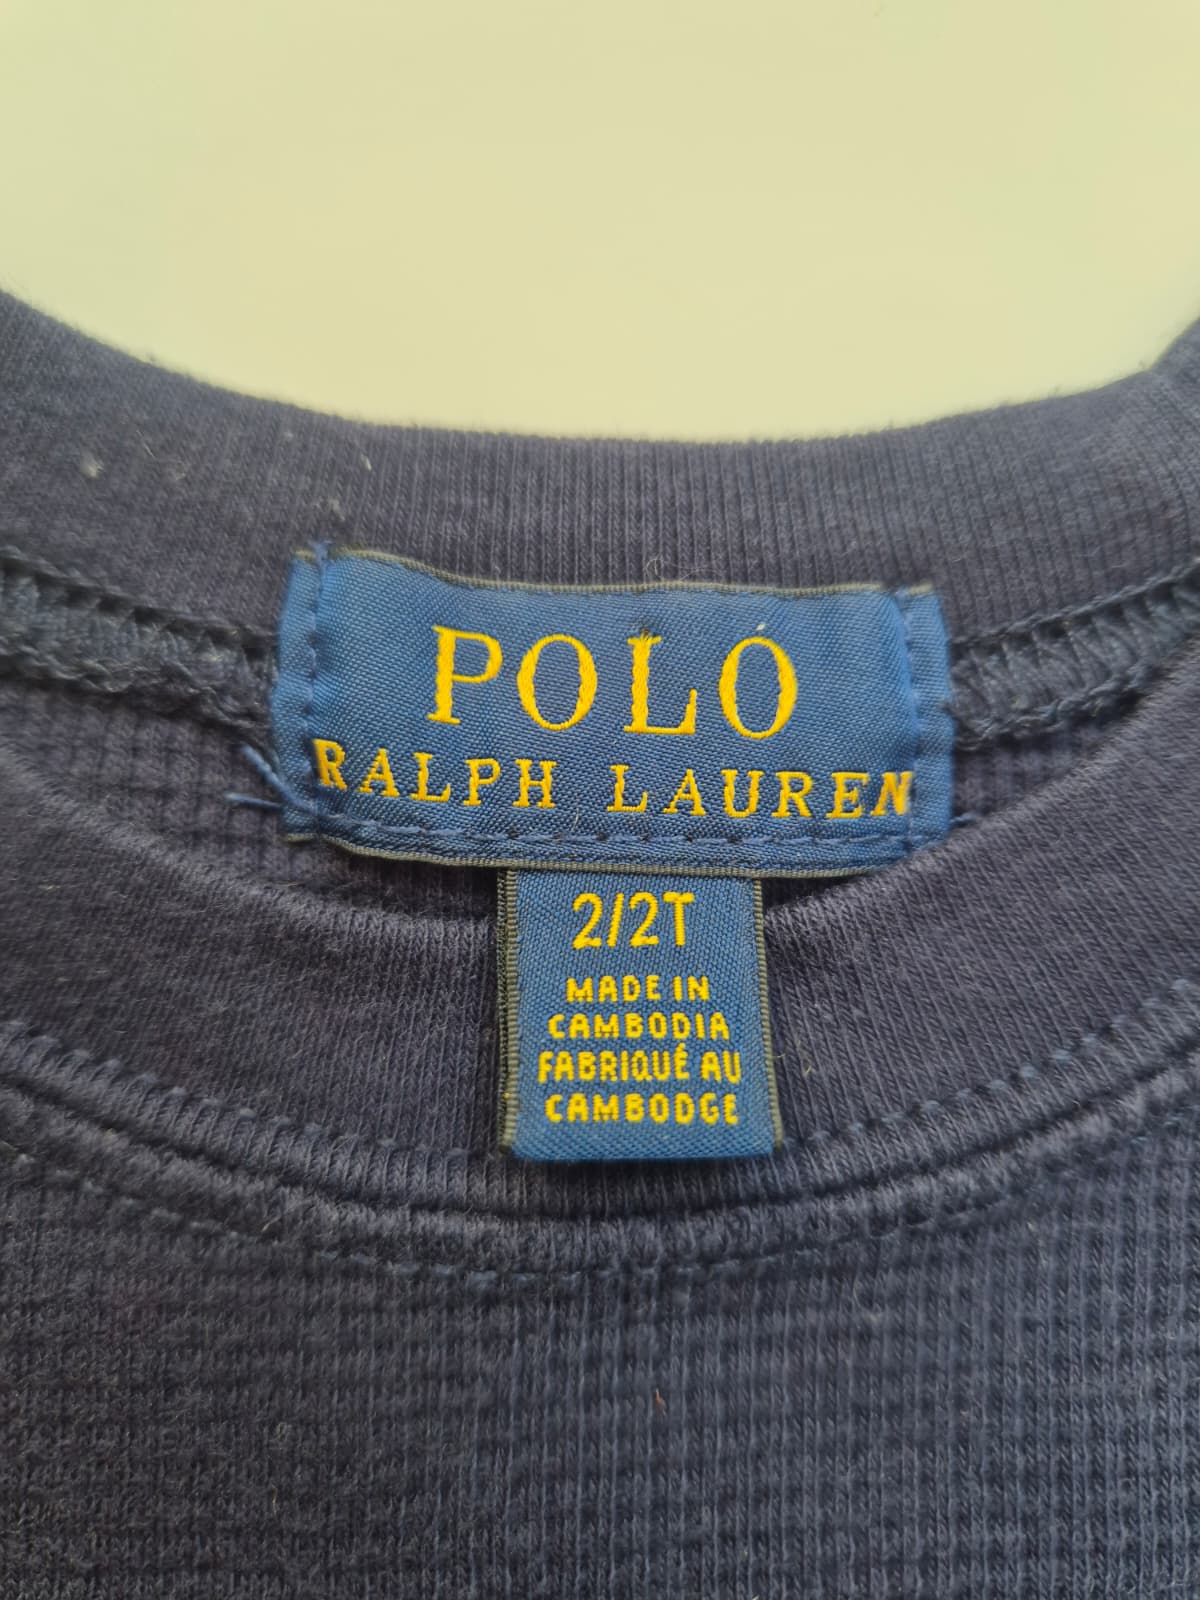 POLO
RALPH LAUREN
2/2T
MADE IN
CAMBODIA
FABRIQUÉ AU
CAMBODGE